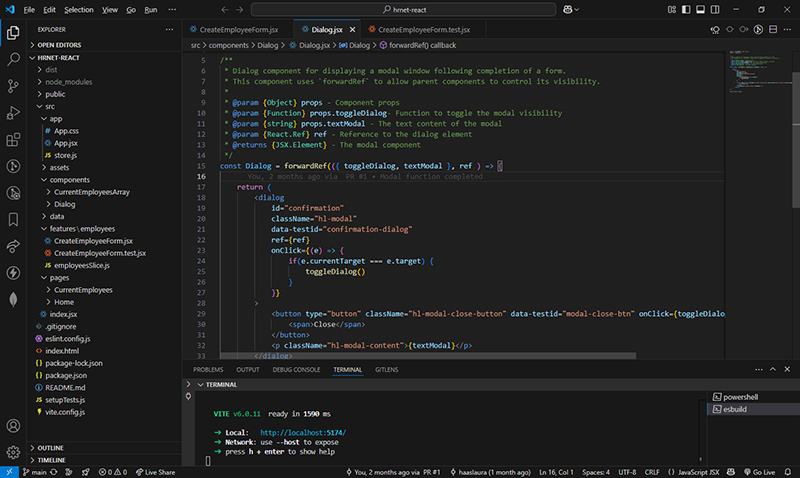 File Edit Selection View Go Run ···
hrnet-react
EXPLORER ···
OPEN EDITORS
HRNET-REACT
dist
node_modules
public
src
app
App.css
App.jsx
store.js
assets
components
CurrentEmployeesArray
Dialog
data
features\employees
CreateEmployeeForm.jsx
CreateEmployeeForm.test.jsx
employeesSlice.js
pages
CurrentEmployees
Home
index.jsx
.gitignore
eslint.config.js
index.html
package-lock.json
package.json
README.md
setupTests.js
vite.config.js
OUTLINE
TIMELINE
CreateEmployeeForm.jsx Dialog.jsx CreateEmployeeForm.test.jsx
src > components > Dialog > Dialog.jsx > Dialog > forwardRef() callback
5 /**
6 * Dialog component for displaying a modal window following completion of a form.
7 * This component uses `forwardRef` to allow parent components to control its visibility.
8 *
9 * @param {Object} props - Component props
10 * @param {Function} props.toggleDialog- Function to toggle the modal visibility
11 * @param {string} props.textModal - The text content of the modal
12 * @param {React.Ref} ref - Reference to the dialog element
13 * @returns {JSX.Element} - The modal component
14 */
15 const Dialog = forwardRef(({ toggleDialog, textModal }, ref ) => {
16 You, 2 months ago via PR #1 • Modal function completed
17 return (
18 <dialog
19 id="confirmation"
20 className="hl-modal"
21 data-testid="confirmation-dialog"
22 ref={ref}
23 onClick={(e) => {
24 if(e.currentTarget === e.target) {
25 toggleDialog()
26 }
27 }}
28 >
29 <button type="button" className="hl-modal-close-button" data-testid="modal-close-btn" onClick={toggleDialo
30 <span>Close</span>
31 </button>
32 <p className="hl-modal-content">{textModal}</p>
33 </dialog>
PROBLEMS OUTPUT DEBUG CONSOLE TERMINAL GITLENS
TERMINAL
VITE v6.0.11 ready in 1590 ms
➜ Local: http://localhost:5174/
➜ Network: use --host to expose
➜ press h + enter to show help
powershell
esbuild
main 0 0 Live Share You, 2 months ago via PR #1 haaslaura (1 month ago) Ln 16, Col 1 Spaces: 4 UTF-8 CRLF {} JavaScript JSX Go Live